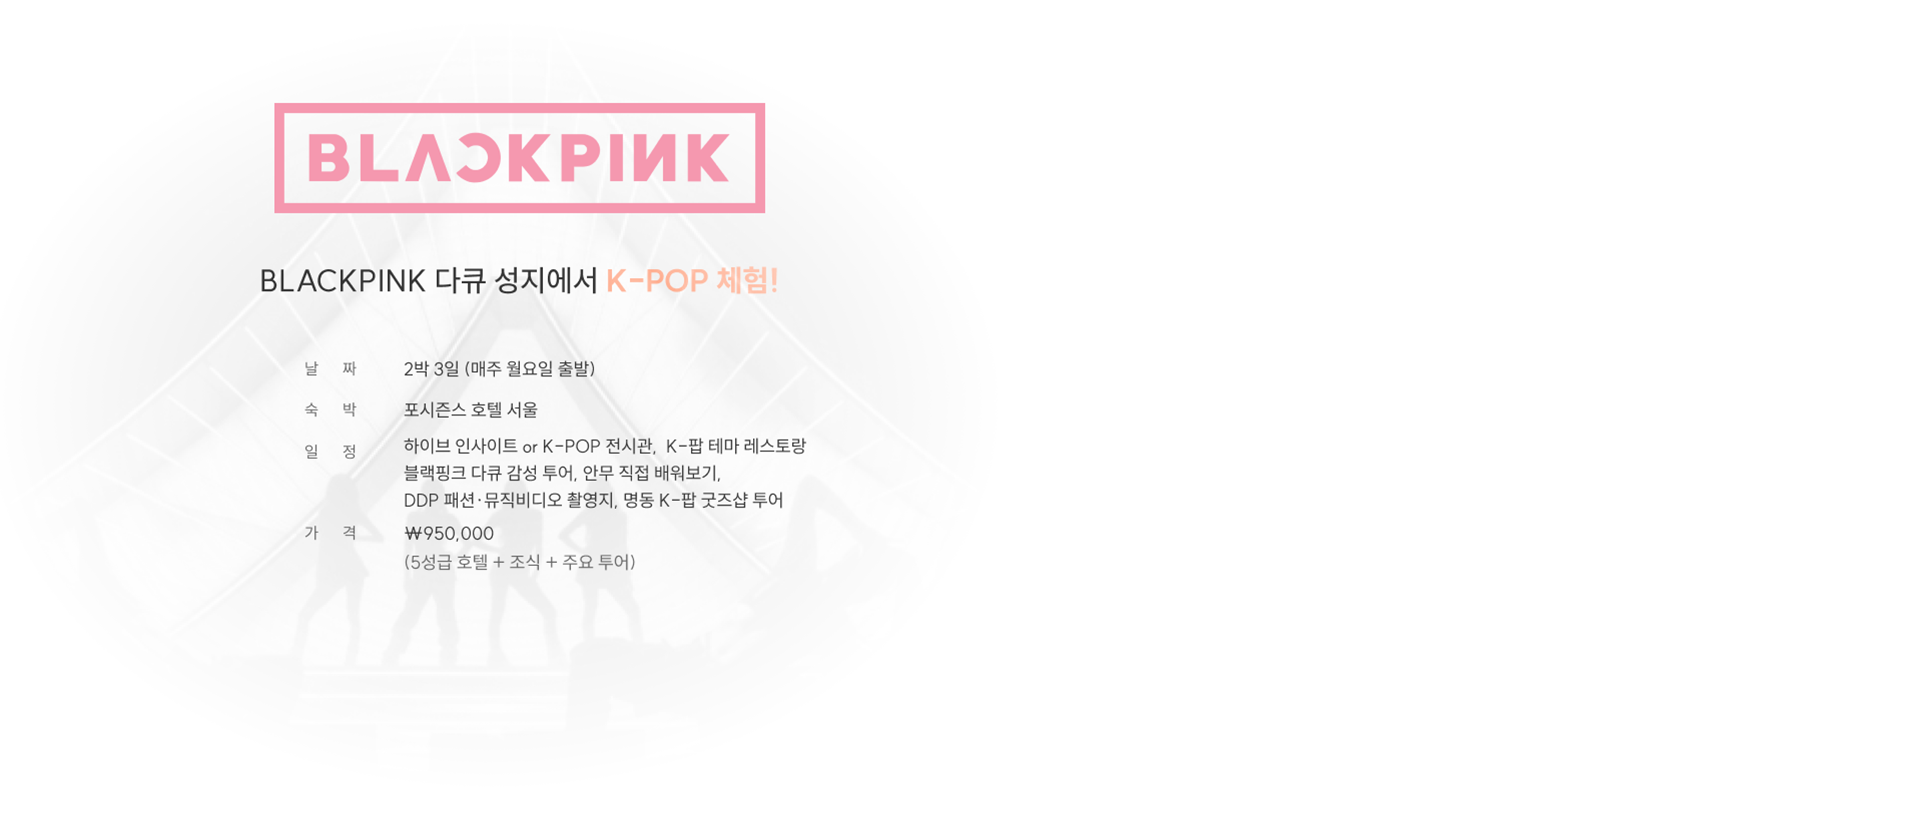 BLACKPINK
BLACKPINK 다큐 성지에서 K-POP 체험!
날 짜 2박 3일 (매주 월요일 출발)
숙 박 포시즌스 호텔 서울
일 정 하이브 인사이트 or K-POP 전시관, K-팝 테마 레스토랑
블랙핑크 다큐 감성 투어, 안무 직접 배워보기,
DDP 패션·뮤직비디오 촬영지, 명동 K-팝 굿즈샵 투어
가 격 ₩950,000
(5성급 호텔 + 조식 + 주요 투어)